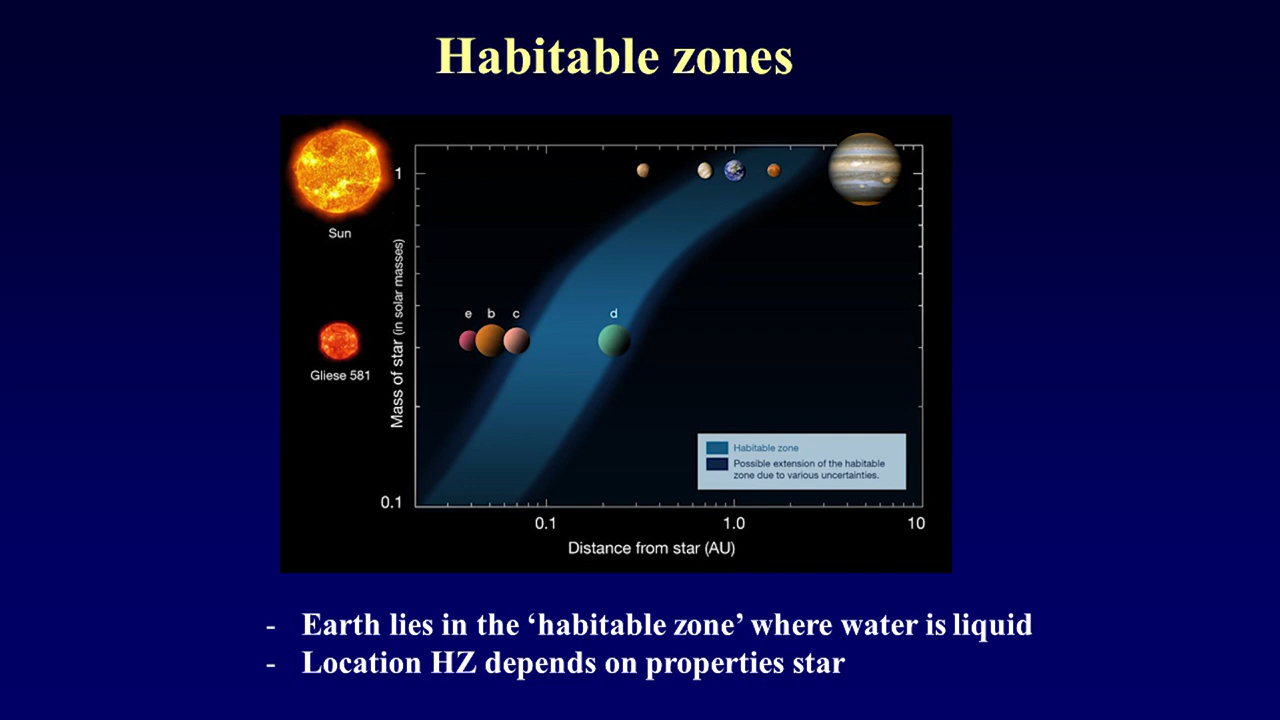 Habitable zones
Sun
Gliese 581
Mass of star (in solar masses)
1
0.1
e b c d
Habitable zone
Possible extension of the habitable
zone due to various uncertainties.
0.1 1.0 10
Distance from star (AU)
- Earth lies in the ‘habitable zone’ where water is liquid
- Location HZ depends on properties star